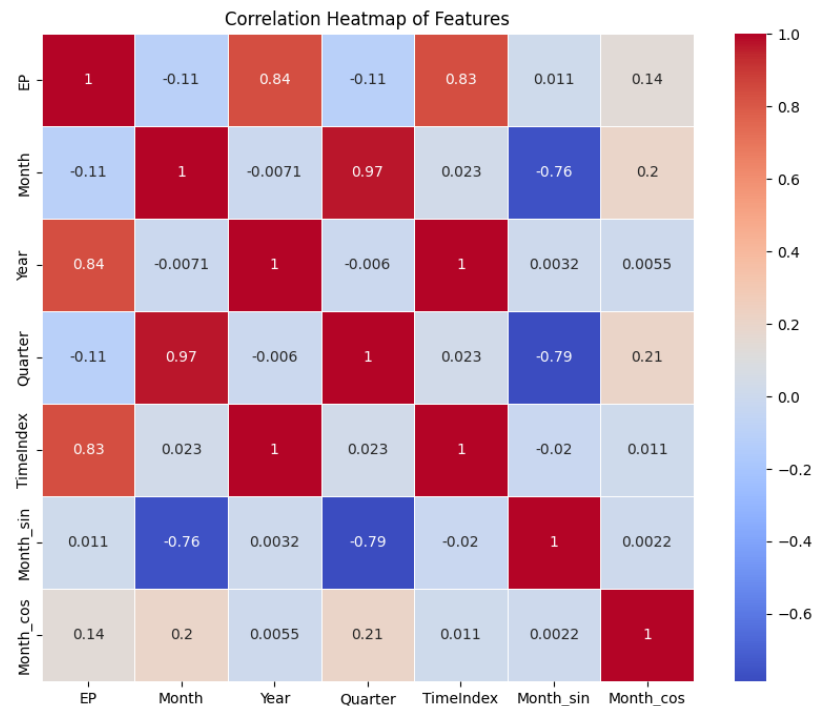 Correlation Heatmap of Features
EP 1 -0.11 0.84 -0.11 0.83 0.011 0.14
Month -0.11 1 -0.0071 0.97 0.023 -0.76 0.2
Year 0.84 -0.0071 1 -0.006 1 0.0032 0.0055
Quarter -0.11 0.97 -0.006 1 0.023 -0.79 0.21
TimeIndex 0.83 0.023 1 0.023 1 -0.02 0.011
Month_sin 0.011 -0.76 0.0032 -0.79 -0.02 1 0.0022
Month_cos 0.14 0.2 0.0055 0.21 0.011 0.0022 1
EP Month Year Quarter TimeIndex Month_sin Month_cos
1.0
0.8
0.6
0.4
0.2
0.0
−0.2
−0.4
−0.6